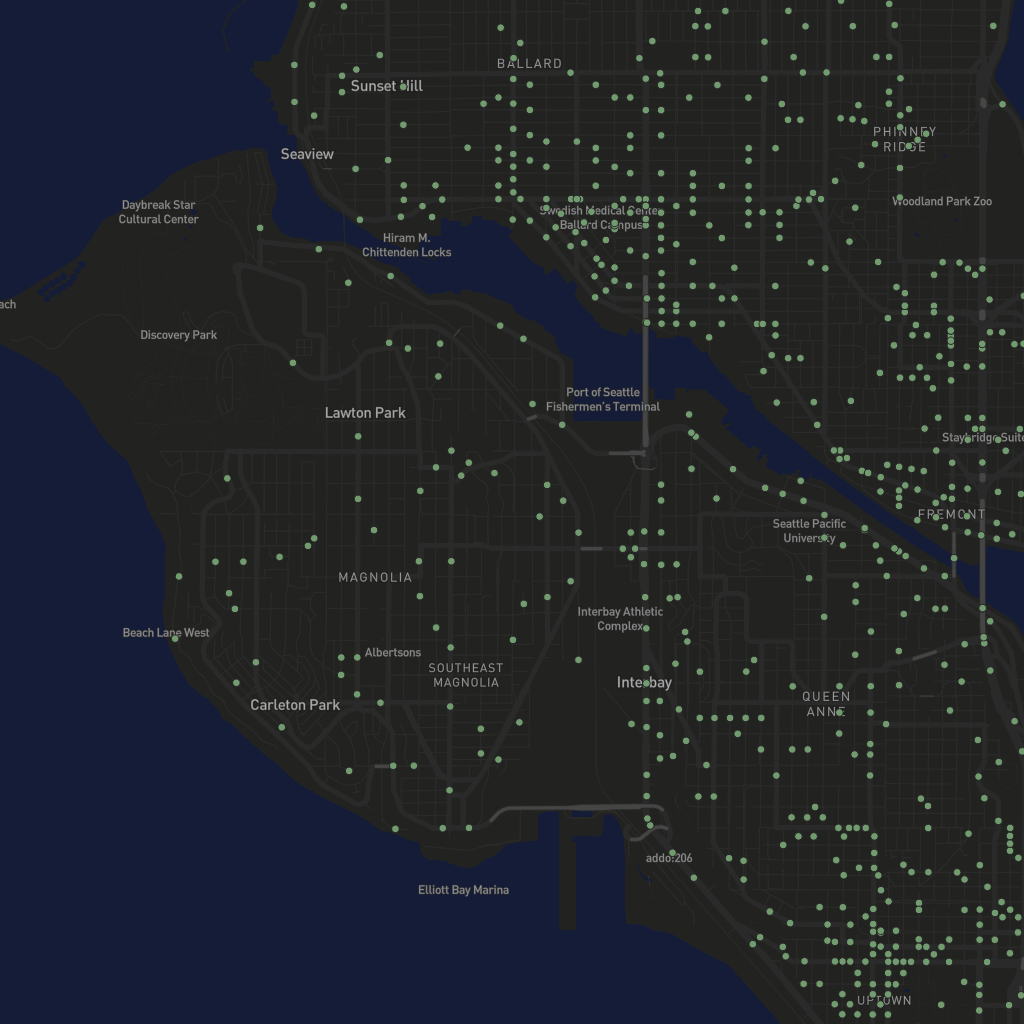 BALLARD
Sunset Hill
PHINNEY
RIDGE
Seaview
Woodland Park Zoo
Daybreak Star
Cultural Center
Swedish Medical Center
Ballard Campus
Hiram M.
Chittenden Locks
ach
Discovery Park
Port of Seattle
Fishermen's Terminal
Lawton Park
Staybridge Suite
FREMONT
Seattle Pacific
University
MAGNOLIA
Interbay Athletic
Complex
Beach Lane West
Albertsons
SOUTHEAST
MAGNOLIA
Interbay
QUEEN
ANNE
Carleton Park
addo:206
Elliott Bay Marina
UPTOWN